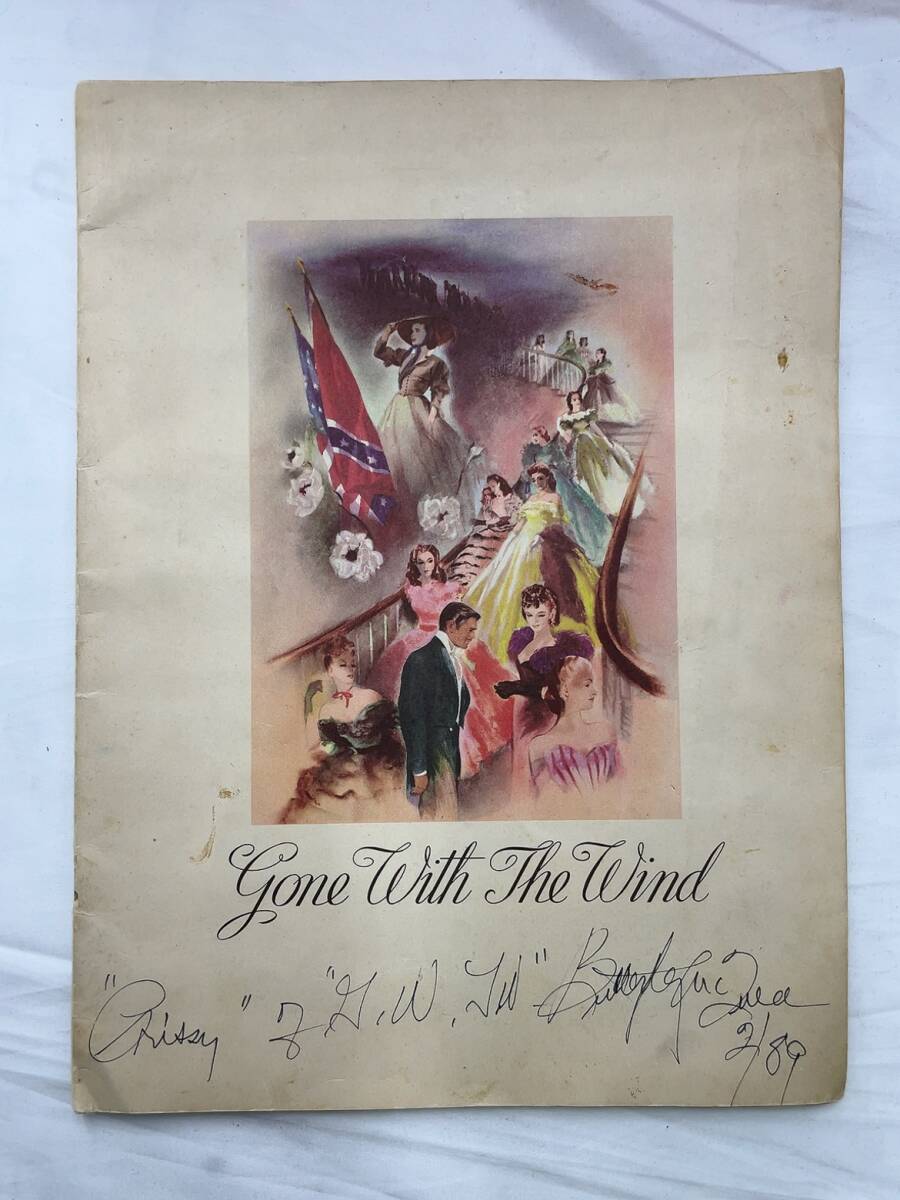 Gone With The Wind
"Prissy" of "G.W.T.W" Butterfly McQueen
2/89